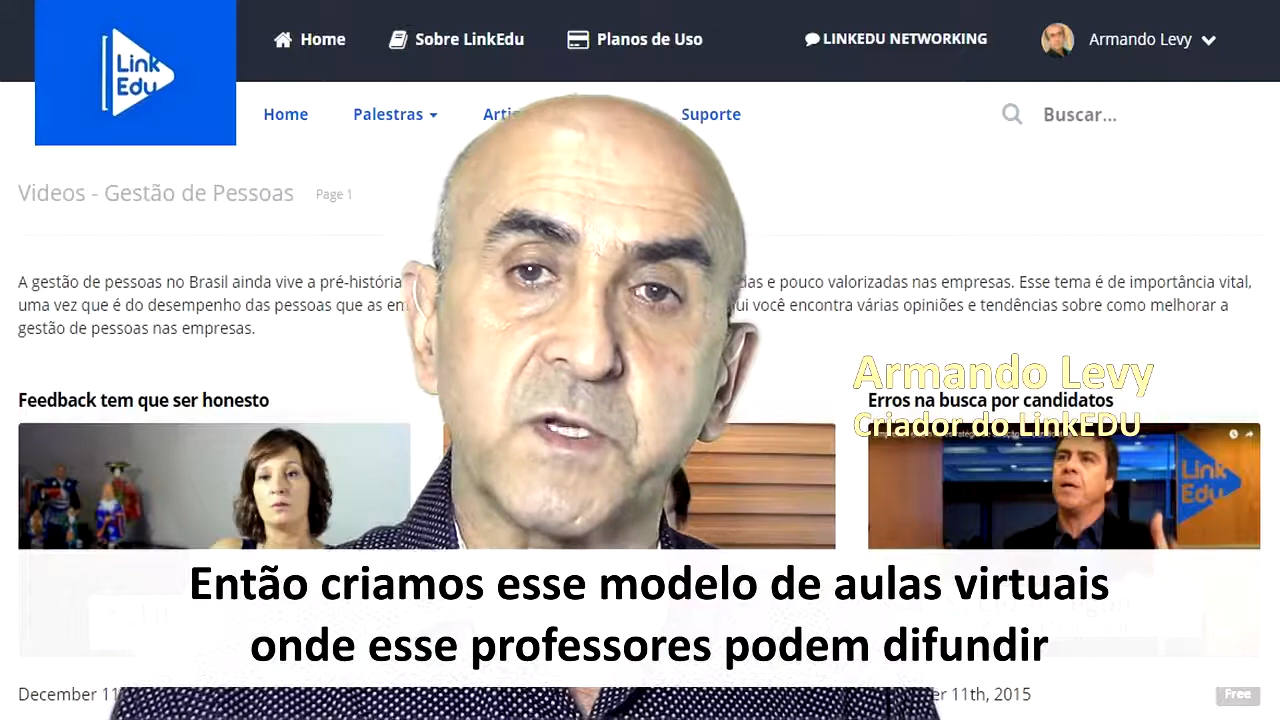 Link
Edu
Home
Sobre LinkEdu
Planos de Uso
LINKEDU NETWORKING
Armando Levy
Home
Palestras
Suporte
Buscar...
Videos - Gestão de Pessoas
Page 1
A gestão de pessoas no Brasil ainda vive a pré-história e pouco valorizadas nas empresas. Esse tema é de importância vital,
uma vez que é do desempenho das pessoas que as você encontra várias opiniões e tendências sobre como melhorar a
gestão de pessoas nas empresas.
Armando Levy
Feedback tem que ser honesto
Erros na busca por candidatos
Criador do LinkEDU
Link
Edu
Então criamos esse modelo de aulas virtuais
onde esse professores podem difundir
December 11th, 2015
Free